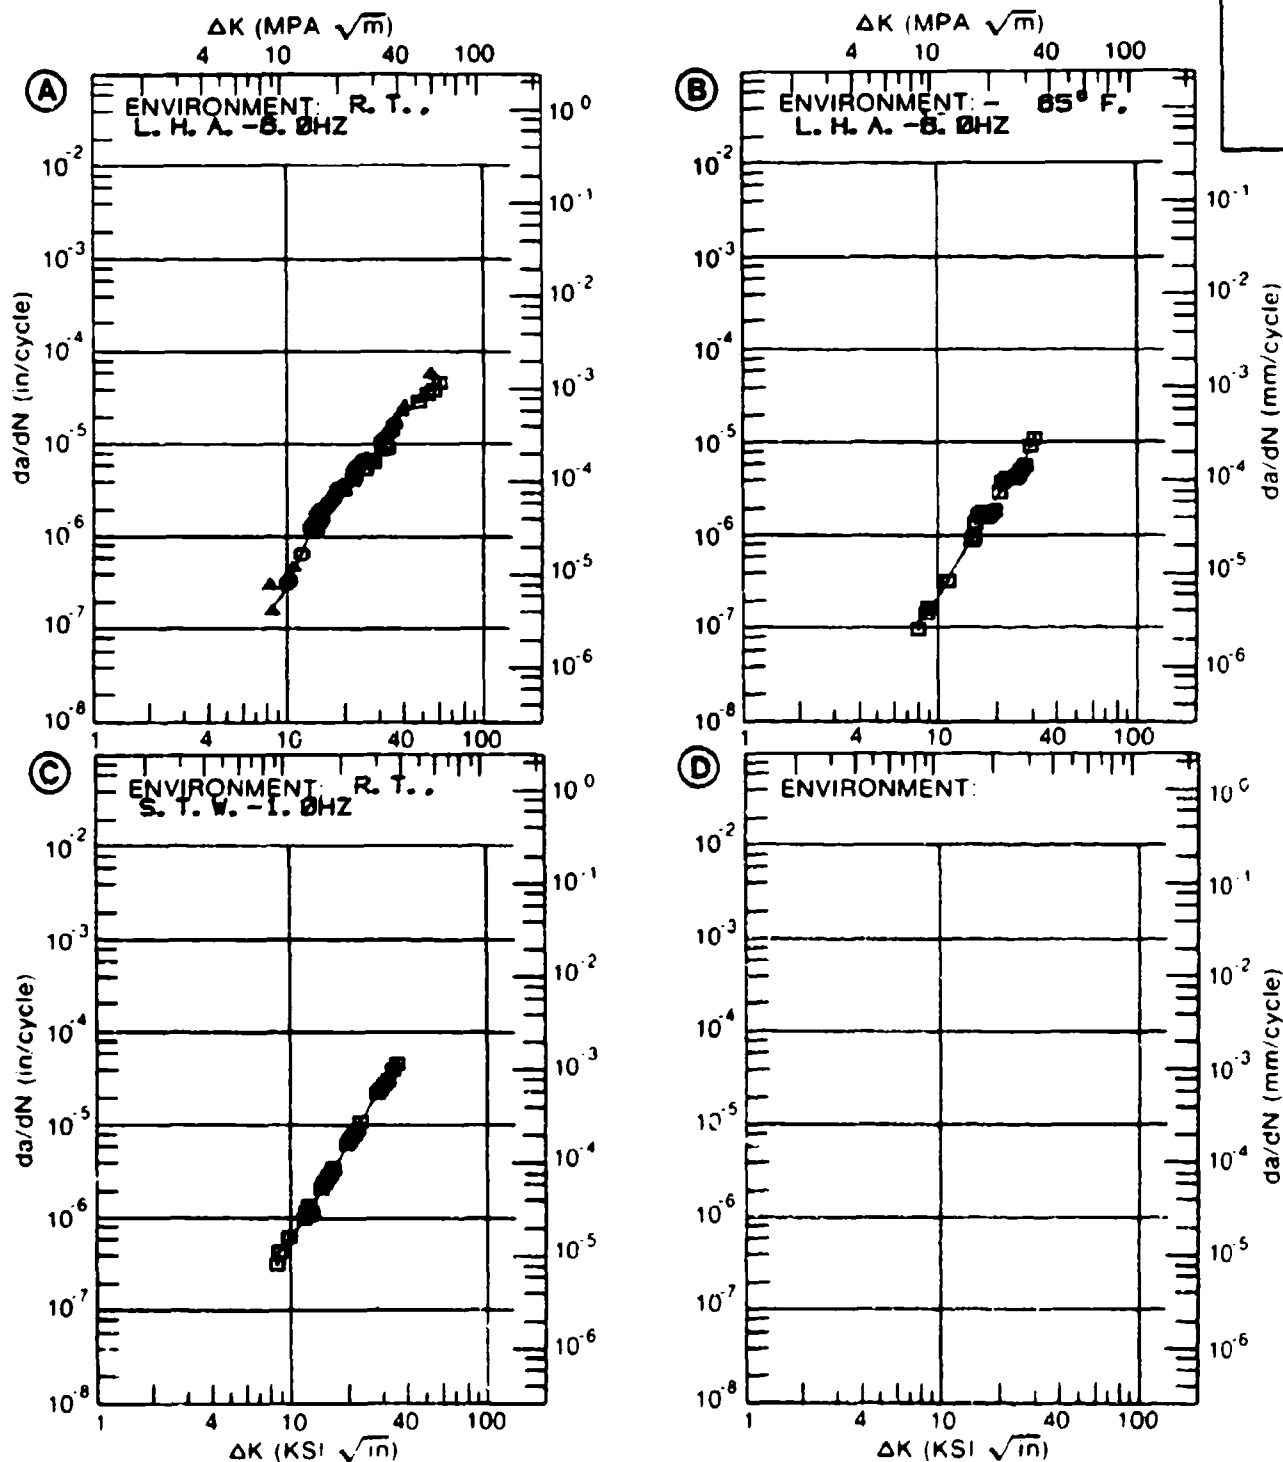 ΔK (MPA √m)
4 10 40 100
ΔK (MPA √m)
4 10 40 100
A
ENVIRONMENT: R. T..
L. H. A. -6. 0HZ
10^0
10^-2
10^-1
10^-3
10^-2
10^-4
10^-3
10^-5
10^-4
10^-6
10^-5
10^-7
10^-6
10^-8
da/dN (in/cycle)
1 4 10 40 100
B
ENVIRONMENT: - 65° F.
L. H. A. -6. 0HZ
10^-2
10^-1
10^-3
10^-2
10^-4
10^-3
10^-5
10^-4
10^-6
10^-5
10^-7
10^-6
10^-8
da/dN (mm/cycle)
1 4 10 40 100
C
ENVIRONMENT: R. T..
S. T. W. -1. 0HZ
10^0
10^-2
10^-1
10^-3
10^-2
10^-4
10^-3
10^-5
10^-4
10^-6
10^-5
10^-7
10^-6
10^-8
da/dN (in/cycle)
1 4 10 40 100
ΔK (KSI √in)
D
ENVIRONMENT:
10^0
10^-2
10^-1
10^-3
10^-2
10^-4
10^-3
10^-5
10^-4
10^-6
10^-5
10^-7
10^-6
10^-8
da/dN (mm/cycle)
1 4 10 40 100
ΔK (KSI √in)